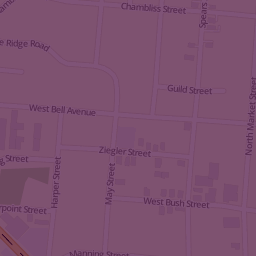 Chambliss Street
Spears
Ridge Road
Guild Street
West Bell Avenue
North Market Street
Ziegler Street
Street
Harper Street
May Street
West Bush Street
Street
Manning Street